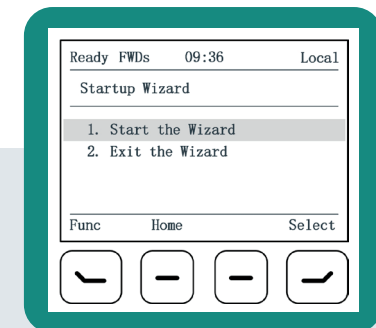 Ready FWDs 09:36 Local
Startup Wizard
1. Start the Wizard
2. Exit the Wizard
Func Home Select